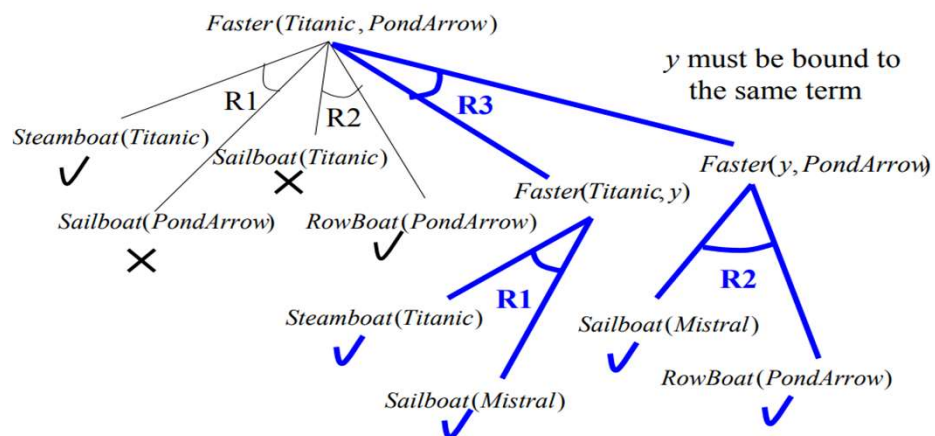 Faster(Titanic, PondArrow)
y must be bound to
the same term
R1
R2
R3
Steamboat(Titanic)
Sailboat(Titanic)
Faster(y, PondArrow)
Faster(Titanic, y)
Sailboat(PondArrow)
RowBoat(PondArrow)
R1
R2
Steamboat(Titanic)
Sailboat(Mistral)
RowBoat(PondArrow)
Sailboat(Mistral)